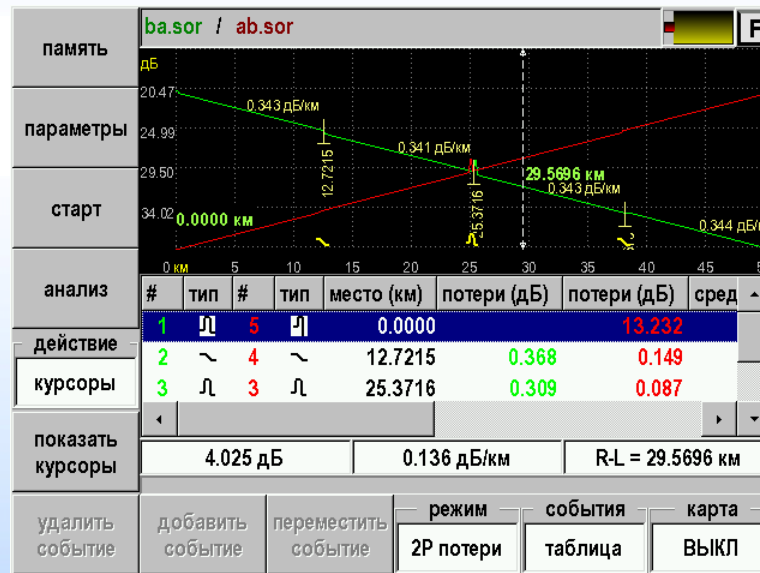 память
параметры
старт
анализ
действие
курсоры
показать
курсоры
удалить
событие
ba.sor / ab.sor
F
дБ
20.47
24.99
29.50
34.02
0.343 дБ/км
0.341 дБ/км
0.343 дБ/км
0.344 дБ/
12.7215
25.3716
29.5696 км
0.0000 км
0 км 5 10 15 20 25 30 35 40 45
# тип # тип место (км) потери (дБ) потери (дБ) сред
1 5 0.0000 13.232
2 4 12.7215 0.368 0.149
3 3 25.3716 0.309 0.087
4.025 дБ 0.136 дБ/км R-L = 29.5696 км
добавить
событие
переместить
событие
режим
2P потери
события
таблица
карта
ВЫКЛ